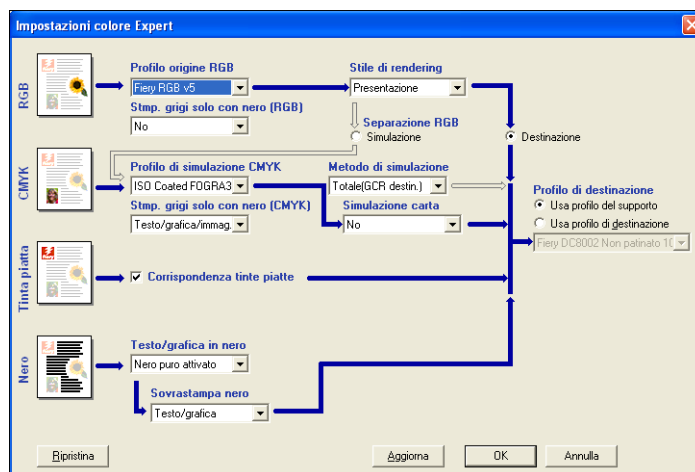 Impostazioni colore Expert
RGB
Profilo origine RGB
Stile di rendering
Fiery RGB v5
Presentazione
Stmp. grigi solo con nero (RGB)
No
Separazione RGB
Simulazione
Destinazione
CMYK
Profilo di simulazione CMYK
Metodo di simulazione
ISO Coated FOGRA3
Totale(GCR destin.)
Stmp. grigi solo con nero (CMYK)
Simulazione carta
Testo/grafica/immag.
No
Profilo di destinazione
Usa profilo del supporto
Usa profilo di destinazione
Fiery DC8002 Non patinato 10
Tinta piatta
Corrispondenza tinte piatte
Nero
Testo/grafica in nero
Nero puro attivato
Sovrastampa nero
Testo/grafica
Ripristina
Aggiorna
OK
Annulla